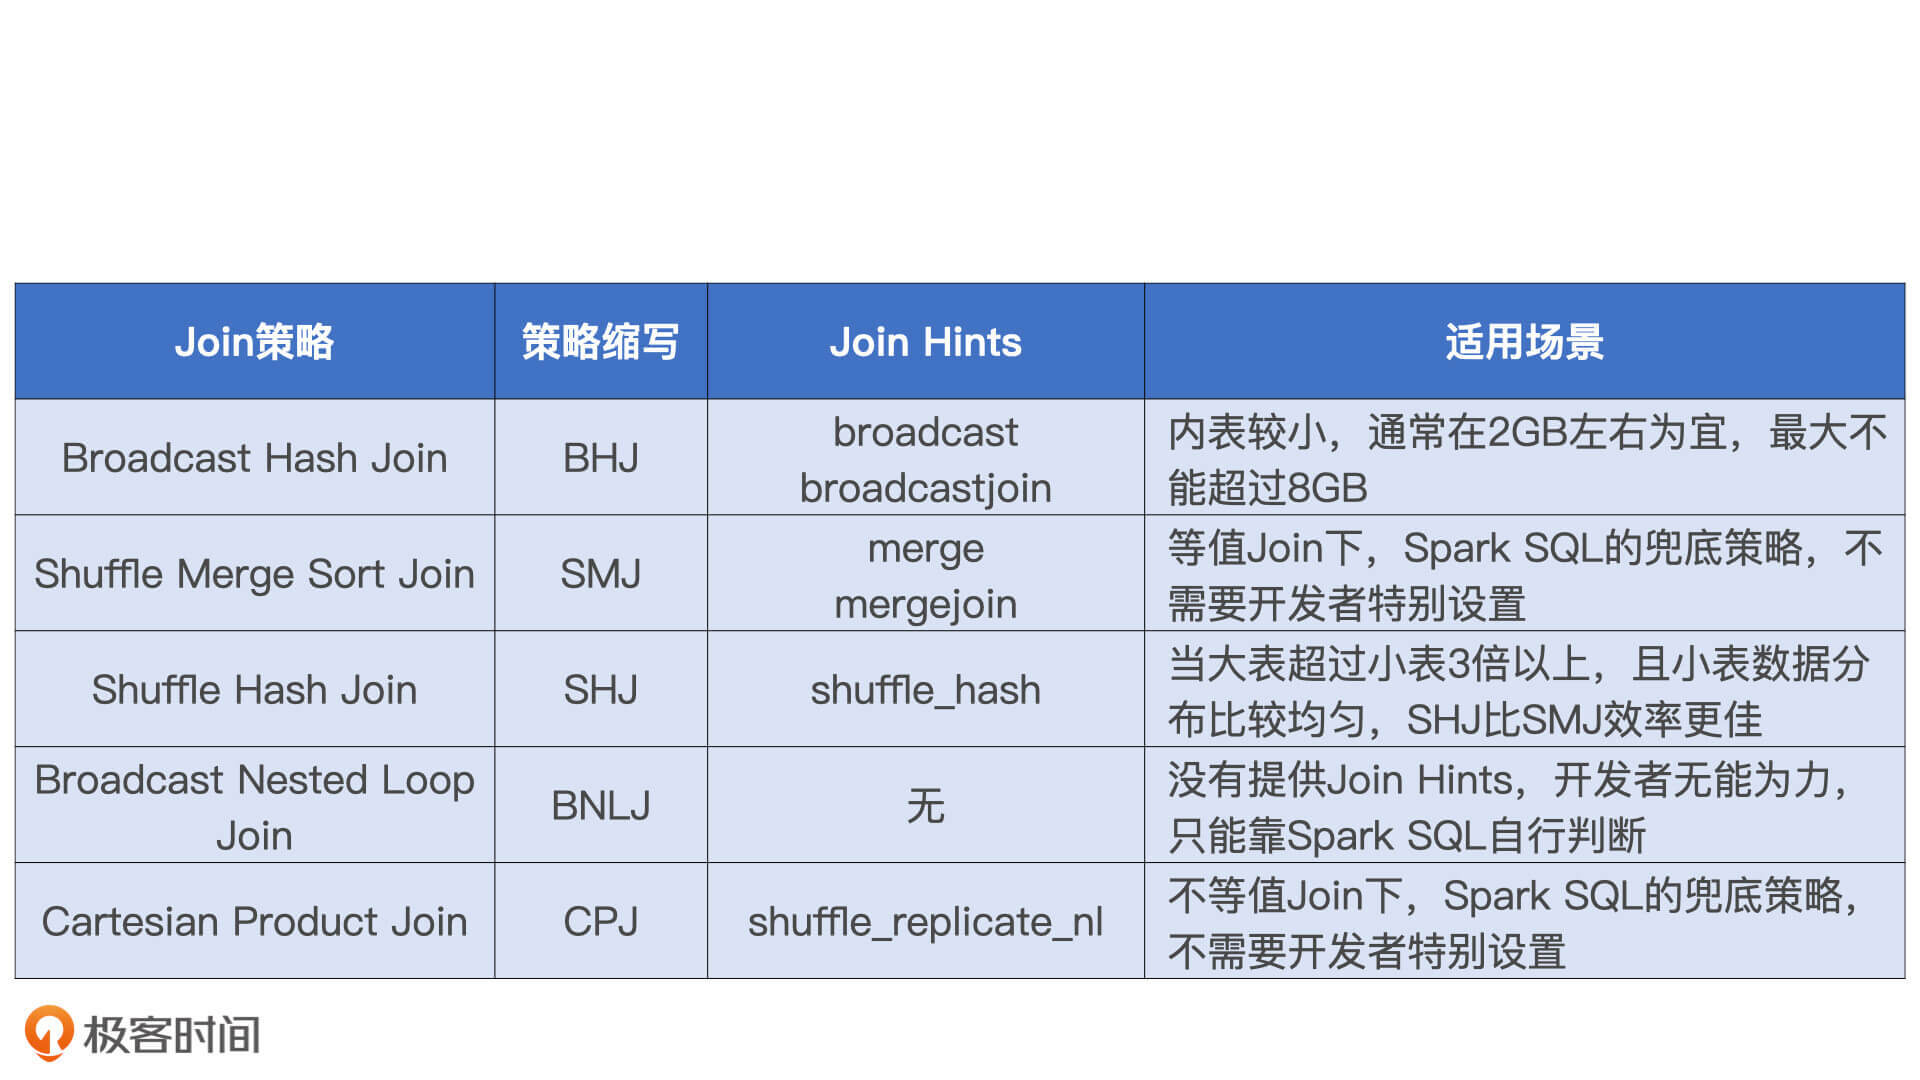 Join策略
策略缩写
Join Hints
适用场景
Broadcast Hash Join
BHJ
broadcast
broadcastjoin
内表较小，通常在2GB左右为宜，最大不
能超过8GB
Shuffle Merge Sort Join
SMJ
merge
mergejoin
等值Join下，Spark SQL的兜底策略，不
需要开发者特别设置
Shuffle Hash Join
SHJ
shuffle_hash
当大表超过小表3倍以上，且小表数据分
布比较均匀，SHJ比SMJ效率更佳
Broadcast Nested Loop
Join
BNLJ
无
没有提供Join Hints，开发者无能为力，
只能靠Spark SQL自行判断
Cartesian Product Join
CPJ
shuffle_replicate_nl
不等值Join下，Spark SQL的兜底策略，
不需要开发者特别设置
极客时间